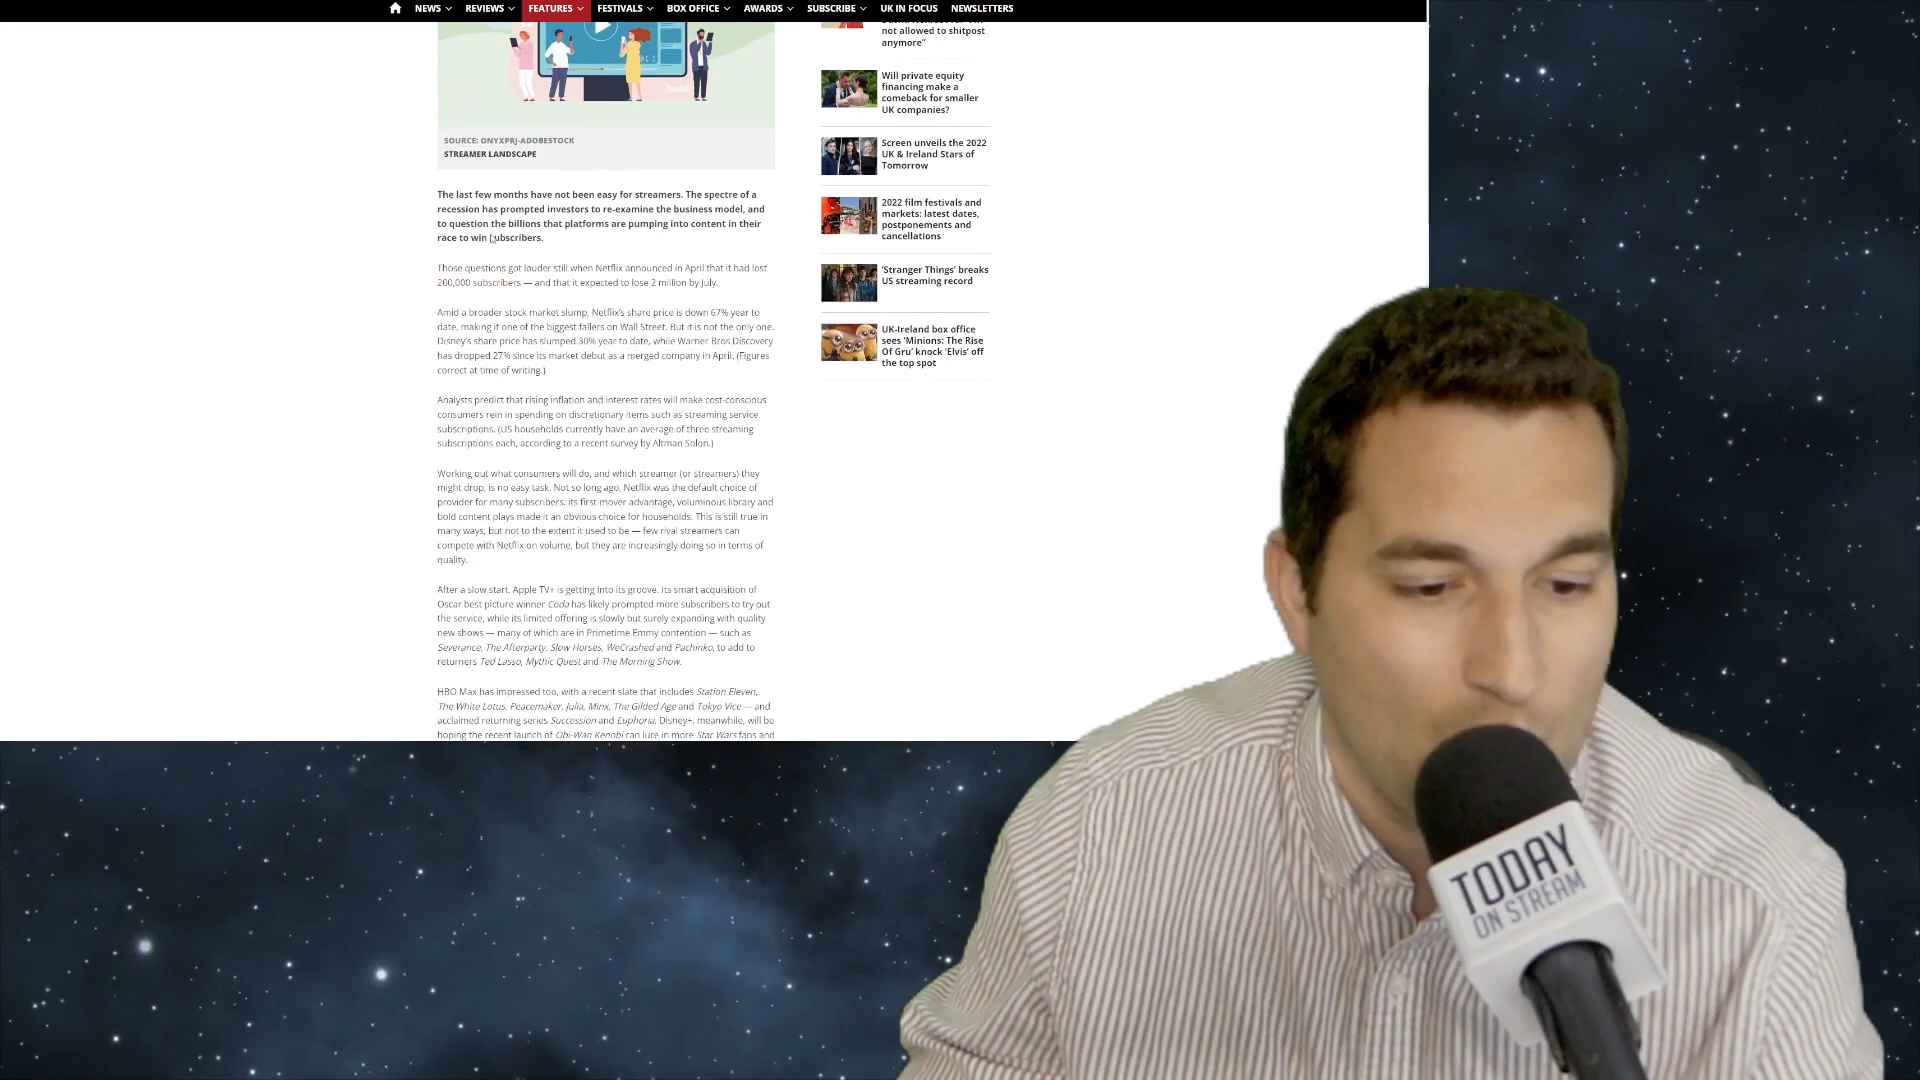 NEWS REVIEWS FEATURES FESTIVALS BOX OFFICE AWARDS SUBSCRIBE UK IN FOCUS NEWSLETTERS
hulu
SOURCE: ONYXPRJ-ADOBESTOCK
STREAMER LANDSCAPE
The last few months have not been easy for streamers. The spectre of a
recession has prompted investors to re-examine the business model, and
to question the billions that platforms are pumping into content in their
race to win subscribers.
Those questions got louder still when Netflix announced in April that it had lost
200,000 subscribers — and that it expected to lose 2 million by July.
Amid a broader stock market slump, Netflix's share price is down 67% year to
date, making it one of the biggest fallers on Wall Street. But it is not the only one.
Disney's share price has slumped 30% year to date, while Warner Bros Discovery
has dropped 27% since its market debut as a merged company in April. (Figures
correct at time of writing.)
Analysts predict that rising inflation and interest rates will make cost-conscious
consumers rein in spending on discretionary items such as streaming service
subscriptions. (US households currently have an average of three streaming
subscriptions each, according to a recent survey by Altman Solon.)
Working out what consumers will do, and which streamer (or streamers) they
might drop, is no easy task. Not so long ago, Netflix was the default choice of
provider for many subscribers: its first-mover advantage, voluminous library and
bold content plays made it an obvious choice for households. This is still true in
many ways, but not to the extent it used to be — few rival streamers can
compete with Netflix on volume, but they are increasingly doing so in terms of
quality.
After a slow start, Apple TV+ is getting into its groove. Its smart acquisition of
Oscar best picture winner Coda has likely prompted more subscribers to try out
the service, while its limited offering is slowly but surely expanding with quality
new shows — many of which are in Primetime Emmy contention — such as
Severance, The Afterparty, Slow Horses, WeCrashed and Pachinko, to add to
returners Ted Lasso, Mythic Quest and The Morning Show.
HBO Max has impressed too, with a recent slate that includes Station Eleven,
The White Lotus, Peacemaker, Julia, Minx, The Gilded Age and Tokyo Vice — and
acclaimed returning series Succession and Euphoria. Disney+, meanwhile, will be
hoping the recent launch of Obi-Wan Kenobi can lure in more Star Wars fans and
not allowed to shitpost
anymore"
Will private equity
financing make a
comeback for smaller
UK companies?
Screen unveils the 2022
UK & Ireland Stars of
Tomorrow
2022 film festivals and
markets: latest dates,
postponements and
cancellations
'Stranger Things' breaks
US streaming record
UK-Ireland box office
sees 'Minions: The Rise
Of Gru' knock 'Elvis' off
the top spot
TODAY
ON STREAM